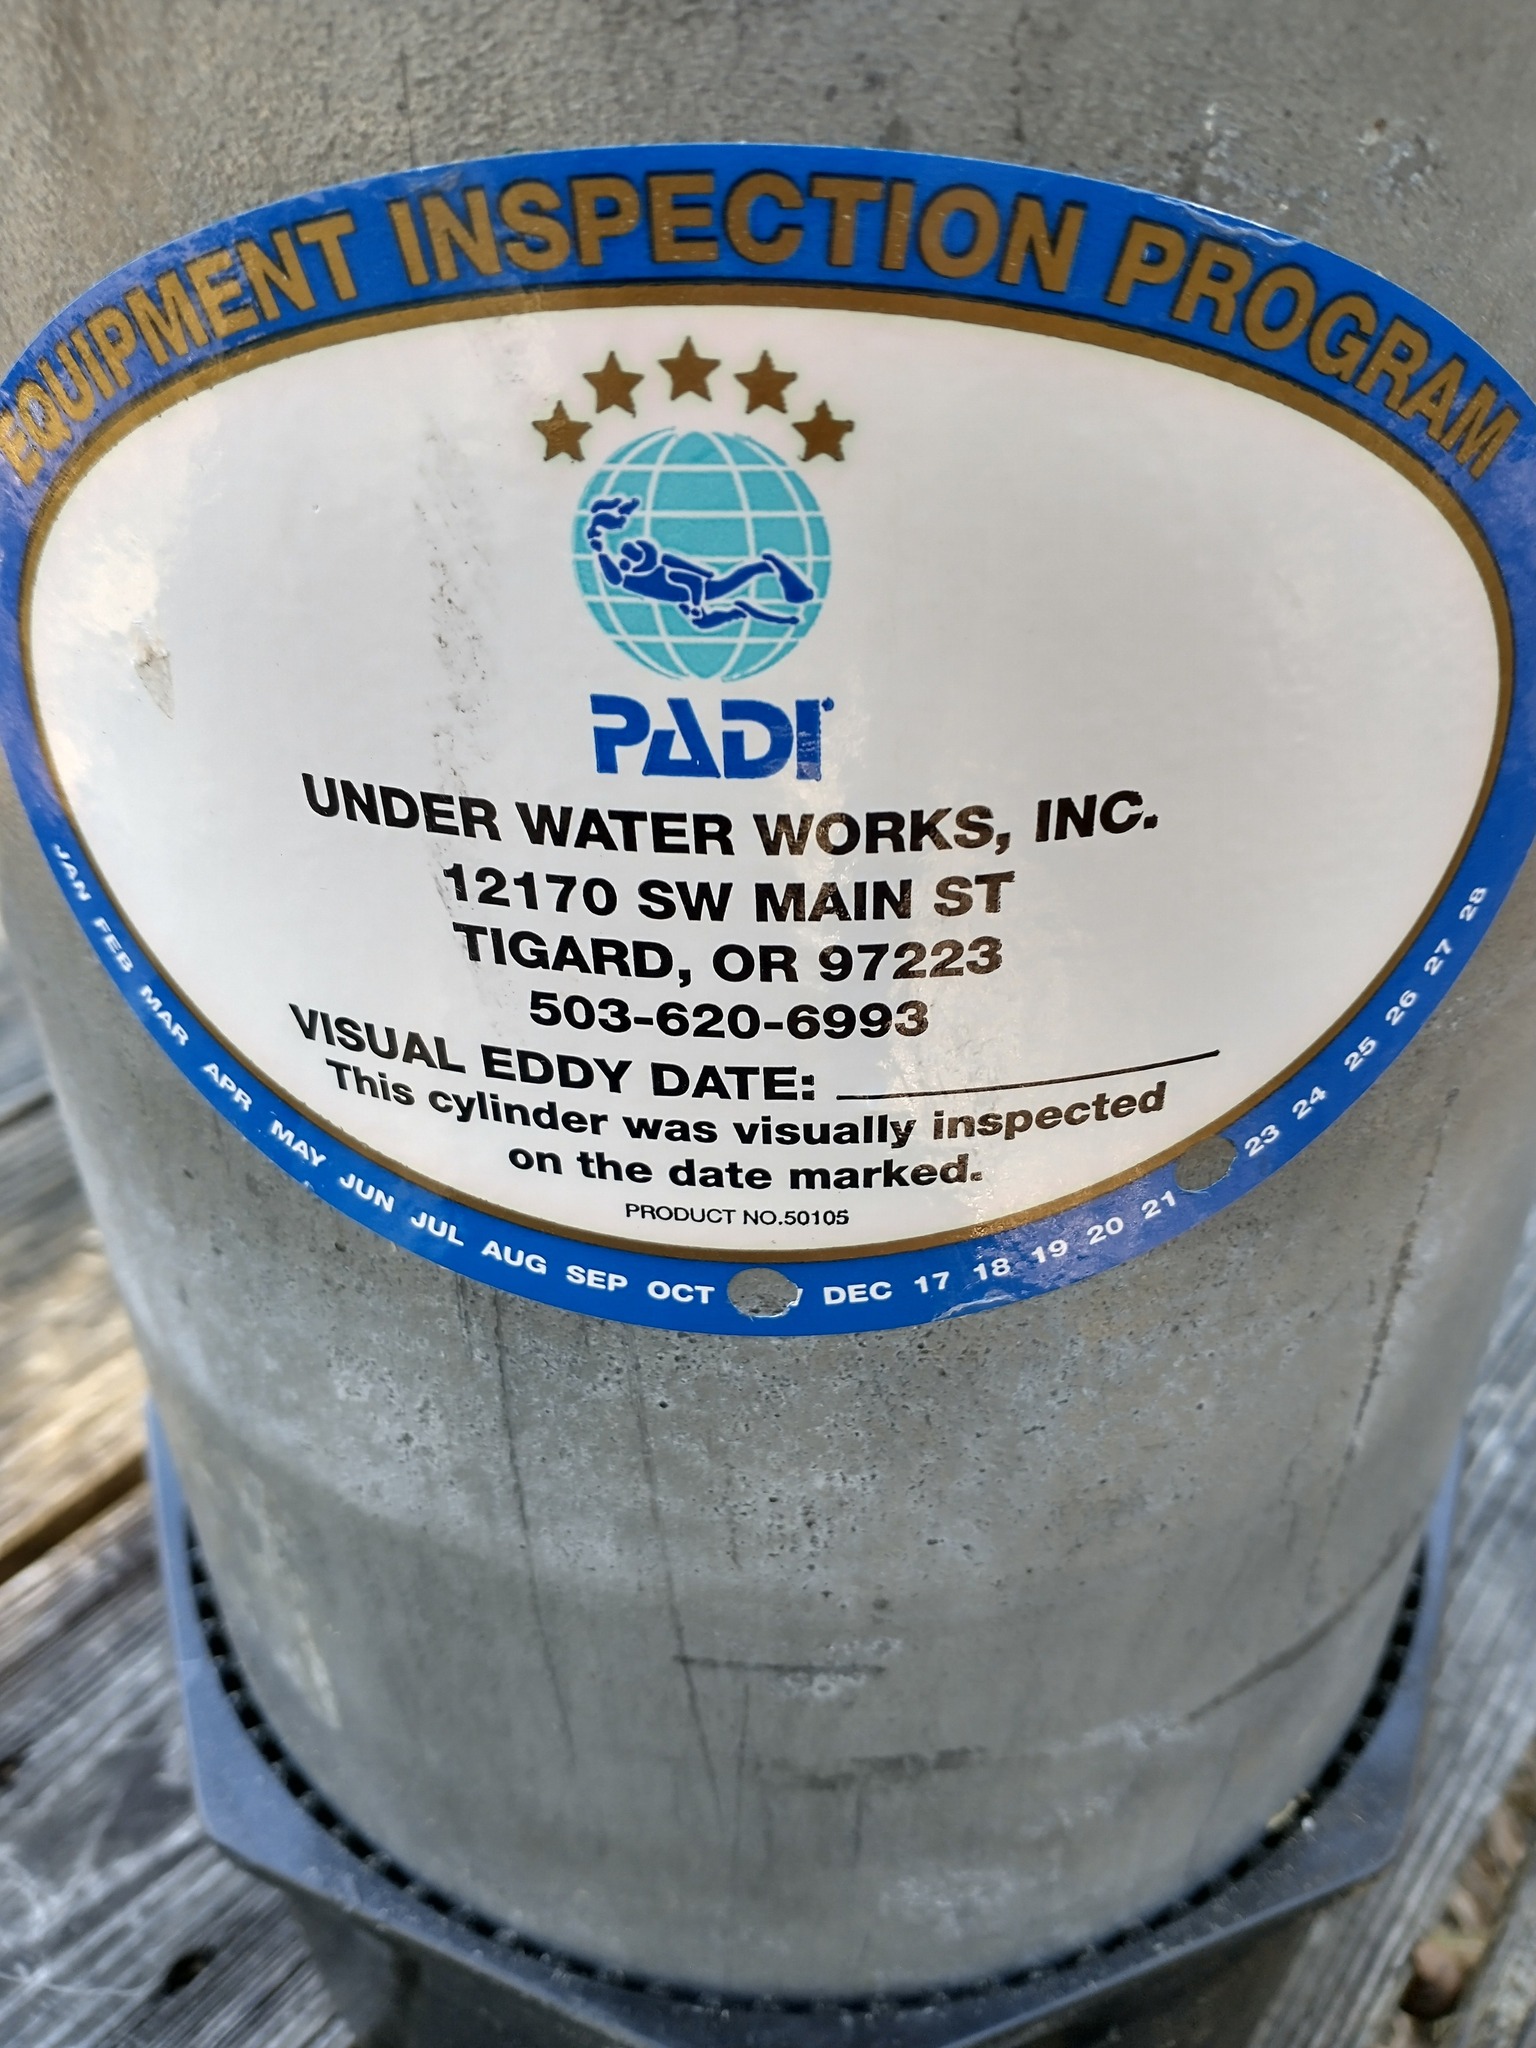 EQUIPMENT INSPECTION PROGRAM
PADI
UNDER WATER WORKS, INC.
12170 SW MAIN ST
TIGARD, OR 97223
503-620-6993
VISUAL EDDY DATE:
This cylinder was visually inspected
on the date marked.
PRODUCT NO.50105
JAN FEB MAR APR MAY JUN JUL AUG SEP OCT DEC 17 18 19 20 21 23 24 25 26 27 28